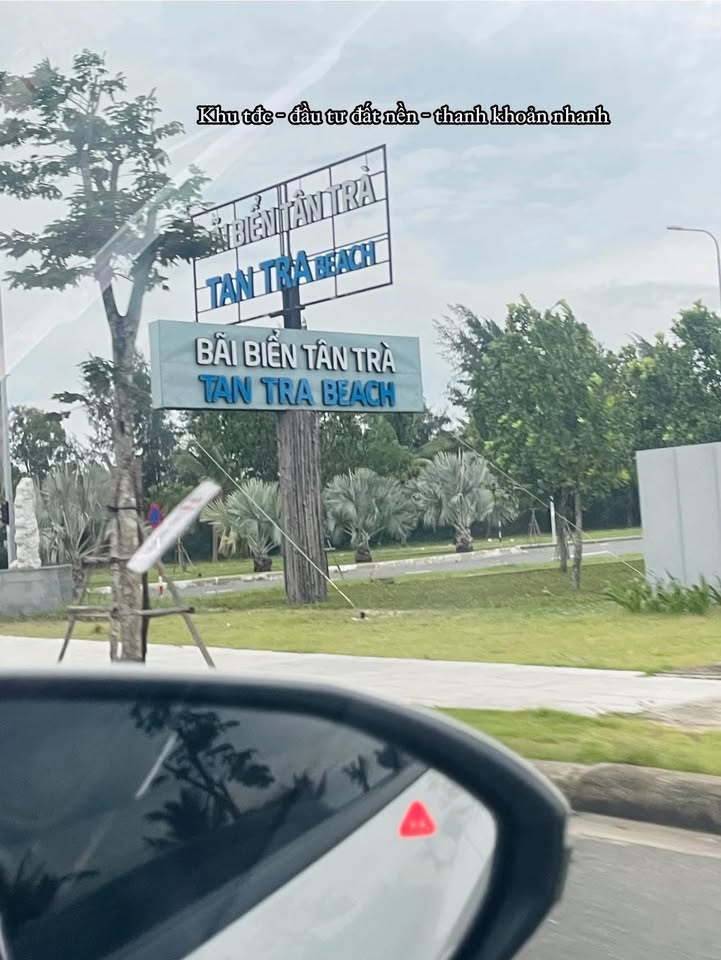 Khu tđc - đầu tư đất nền - thanh khoản nhanh
BÃI BIỂN TÂN TRÀ
TAN TRA BEACH
BÃI BIỂN TÂN TRÀ
TAN TRA BEACH